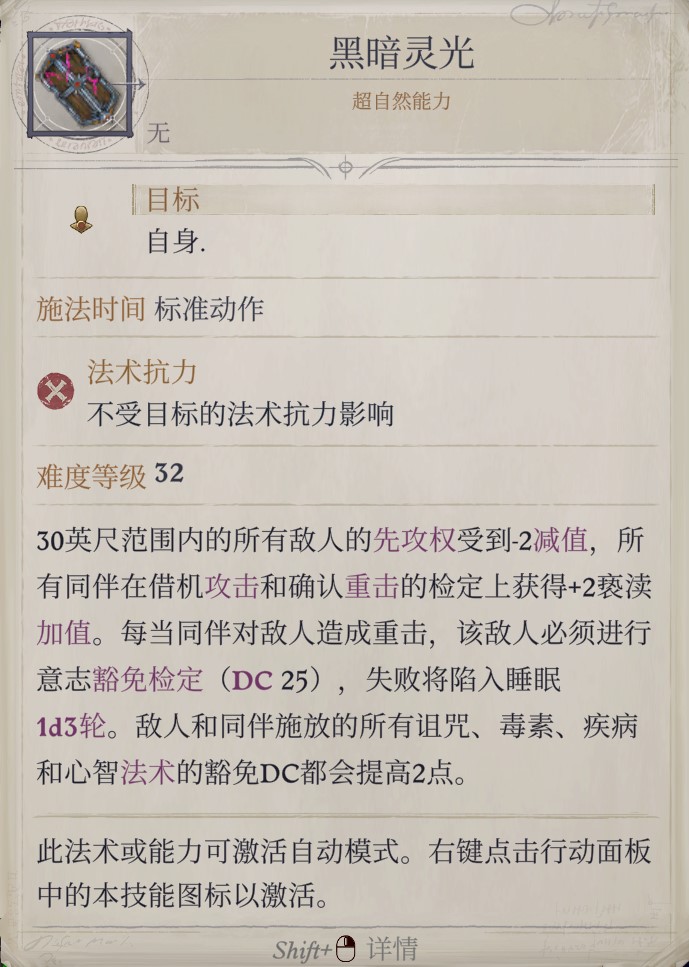 黑暗灵光
超自然能力
无
目标
自身.
施法时间 标准动作
法术抗力
不受目标的法术抗力影响
难度等级 32
30英尺范围内的所有敌人的先攻权受到-2减值，所
有同伴在借机攻击和确认重击的检定上获得+2亵渎
加值。每当同伴对敌人造成重击，该敌人必须进行
意志豁免检定（DC 25），失败将陷入睡眠
1d3轮。敌人和同伴施放的所有诅咒、毒素、疾病
和心智法术的豁免DC都会提高2点。
此法术或能力可激活自动模式。右键点击行动面板
中的本技能图标以激活。
Shift+ 详情